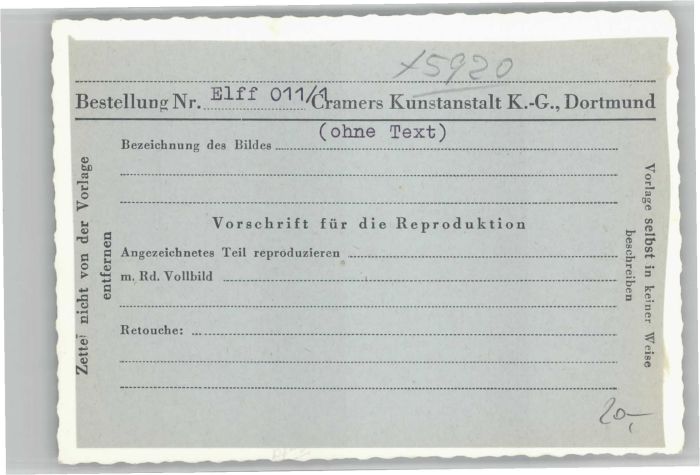 x5920
Bestellung Nr. Elff 011/1 Cramers Kunstanstalt K.-G., Dortmund
(ohne Text)
Bezeichnung des Bildes
Vorschrift für die Reproduktion
Angezeichnetes Teil reproduzieren
m. Rd. Vollbild
Retouche:
20,-
Zettel nicht von der Vorlage
entfernen
Vorlage selbst in keiner Weise
beschreiben